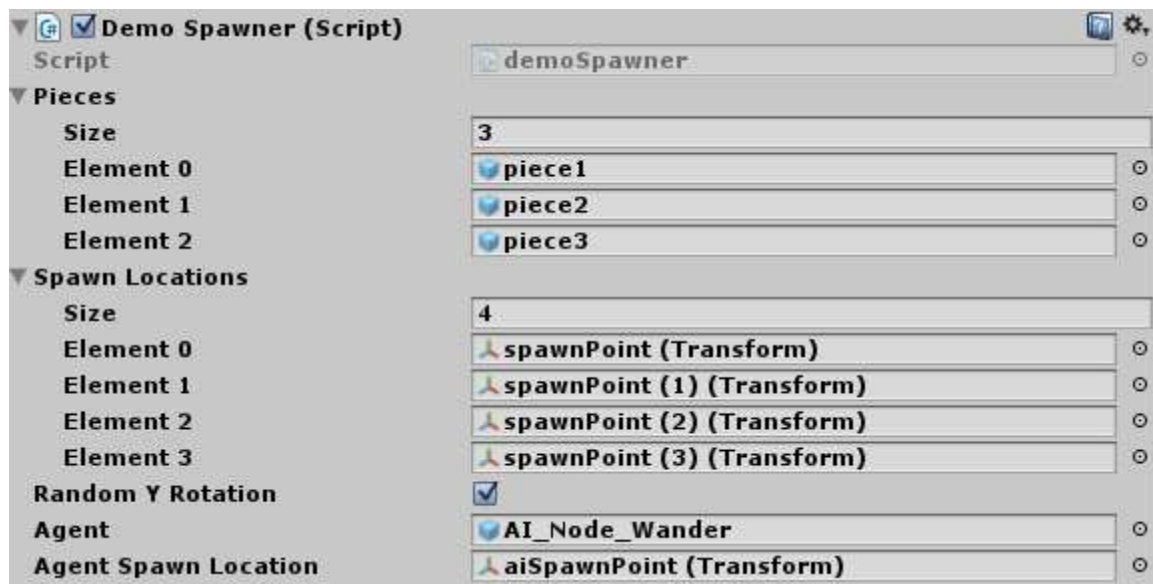 Demo Spawner (Script)
Script demoSpawner
Pieces
Size 3
Element 0 piece1
Element 1 piece2
Element 2 piece3
Spawn Locations
Size 4
Element 0 spawnPoint (Transform)
Element 1 spawnPoint (1) (Transform)
Element 2 spawnPoint (2) (Transform)
Element 3 spawnPoint (3) (Transform)
Random Y Rotation
Agent AI_Node_Wander
Agent Spawn Location aiSpawnPoint (Transform)